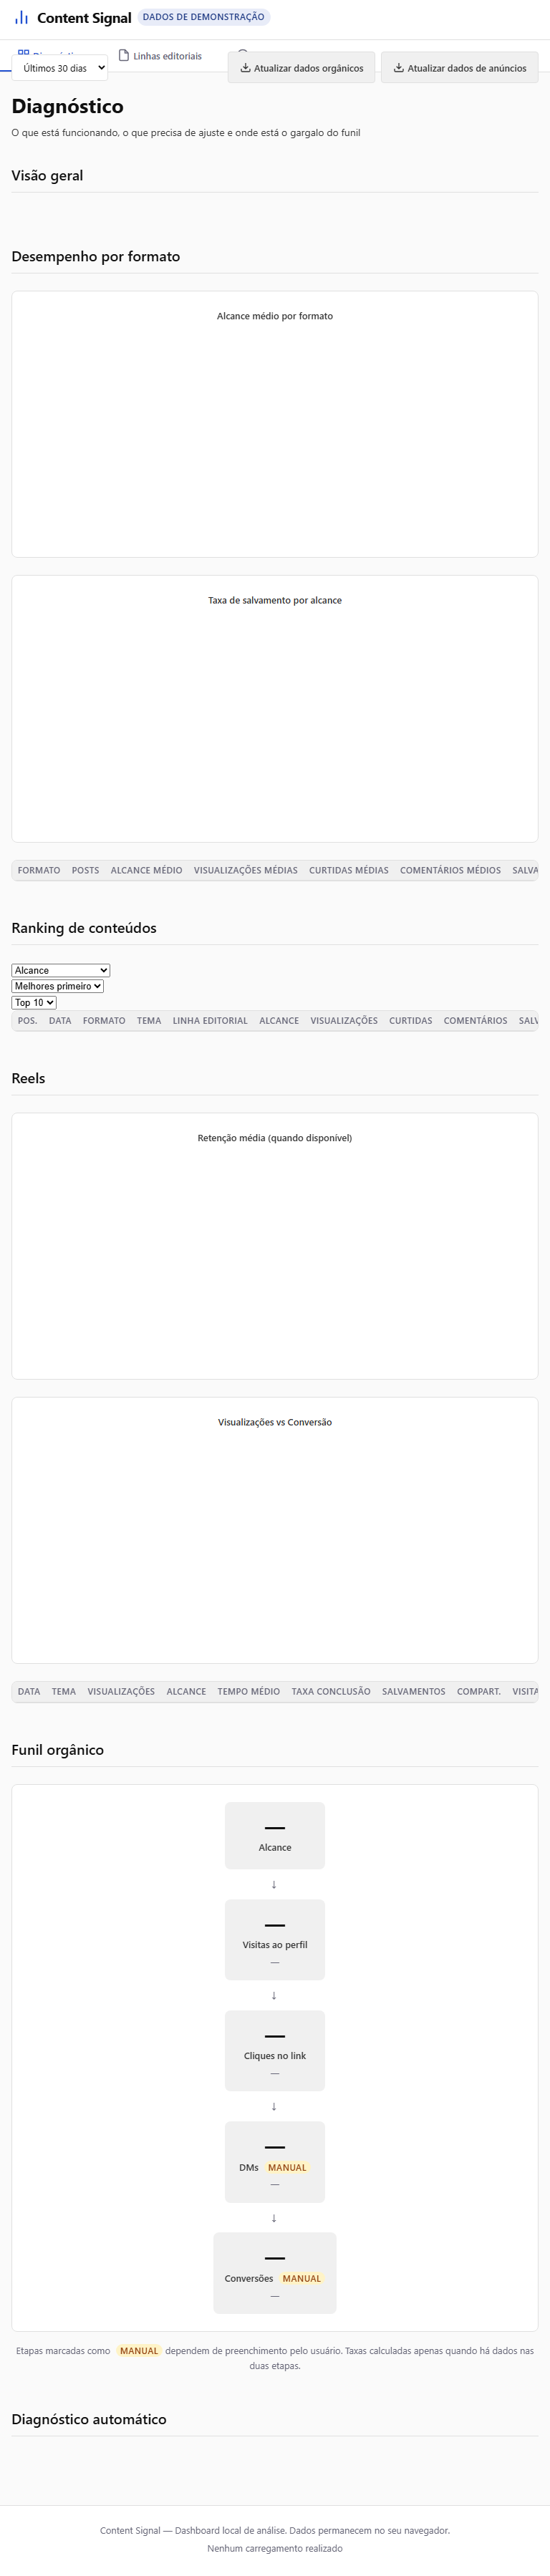 Content Signal DADOS DE DEMONSTRAÇÃO
Linhas editoriais
Últimos 30 dias
Atualizar dados orgânicos
Atualizar dados de anúncios
Diagnóstico
O que está funcionando, o que precisa de ajuste e onde está o gargalo do funil
Visão geral
Desempenho por formato
Alcance médio por formato
Taxa de salvamento por alcance
FORMATO POSTS ALCANCE MÉDIO VISUALIZAÇÕES MÉDIAS CURTIDAS MÉDIAS COMENTÁRIOS MÉDIOS SALVA
Ranking de conteúdos
Alcance
Melhores primeiro
Top 10
POS. DATA FORMATO TEMA LINHA EDITORIAL ALCANCE VISUALIZAÇÕES CURTIDAS COMENTÁRIOS SALV
Reels
Retenção média (quando disponível)
Visualizações vs Conversão
DATA TEMA VISUALIZAÇÕES ALCANCE TEMPO MÉDIO TAXA CONCLUSÃO SALVAMENTOS COMPART. VISITA
Funil orgânico
—
Alcance
↓
—
Visitas ao perfil
—
↓
—
Cliques no link
—
↓
—
DMs MANUAL
—
↓
—
Conversões MANUAL
—
Etapas marcadas como MANUAL dependem de preenchimento pelo usuário. Taxas calculadas apenas quando há dados nas
duas etapas.
Diagnóstico automático
Content Signal — Dashboard local de análise. Dados permanecem no seu navegador.
Nenhum carregamento realizado